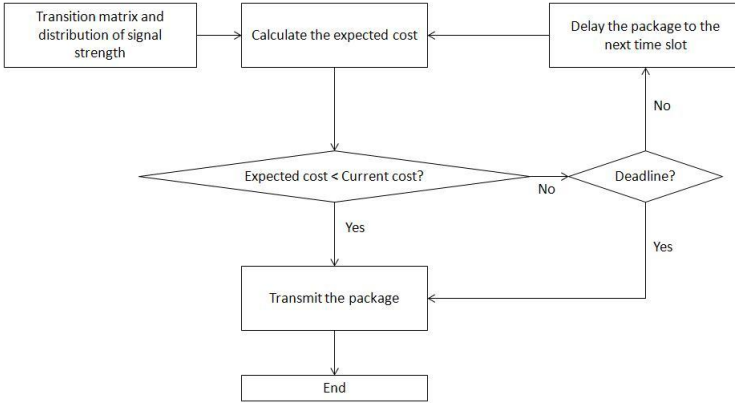 Transition matrix and
distribution of signal
strength
Calculate the expected cost
Delay the package to the
next time slot
No
Expected cost < Current cost?
No
Deadline?
Yes
Yes
Transmit the package
End